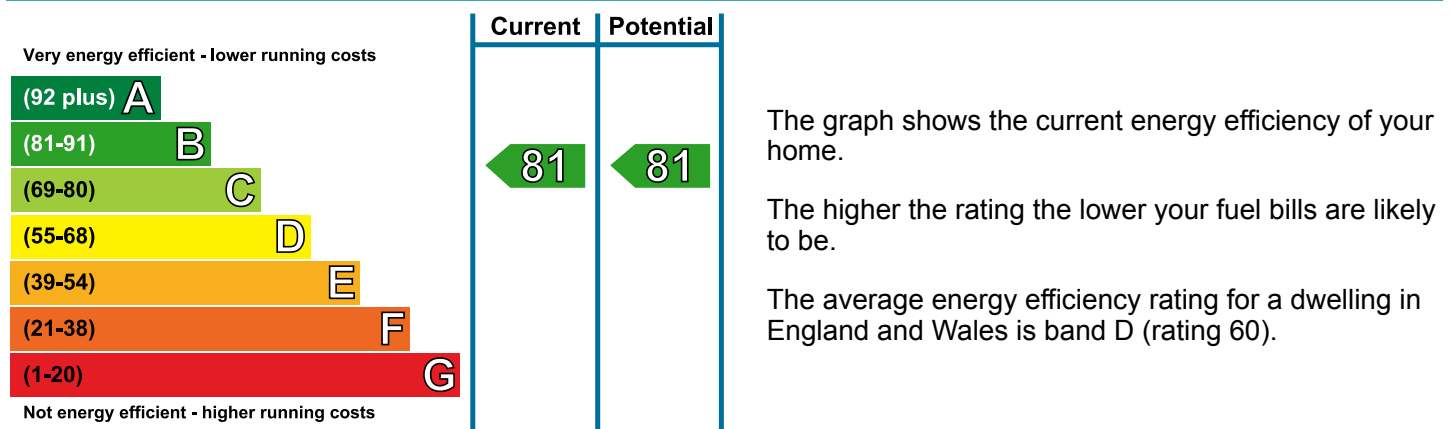 Current Potential
Very energy efficient - lower running costs
(92 plus) A
(81-91) B
(69-80) C
(55-68) D
(39-54) E
(21-38) F
(1-20) G
Not energy efficient - higher running costs
81 81
The graph shows the current energy efficiency of your
home.
The higher the rating the lower your fuel bills are likely
to be.
The average energy efficiency rating for a dwelling in
England and Wales is band D (rating 60).